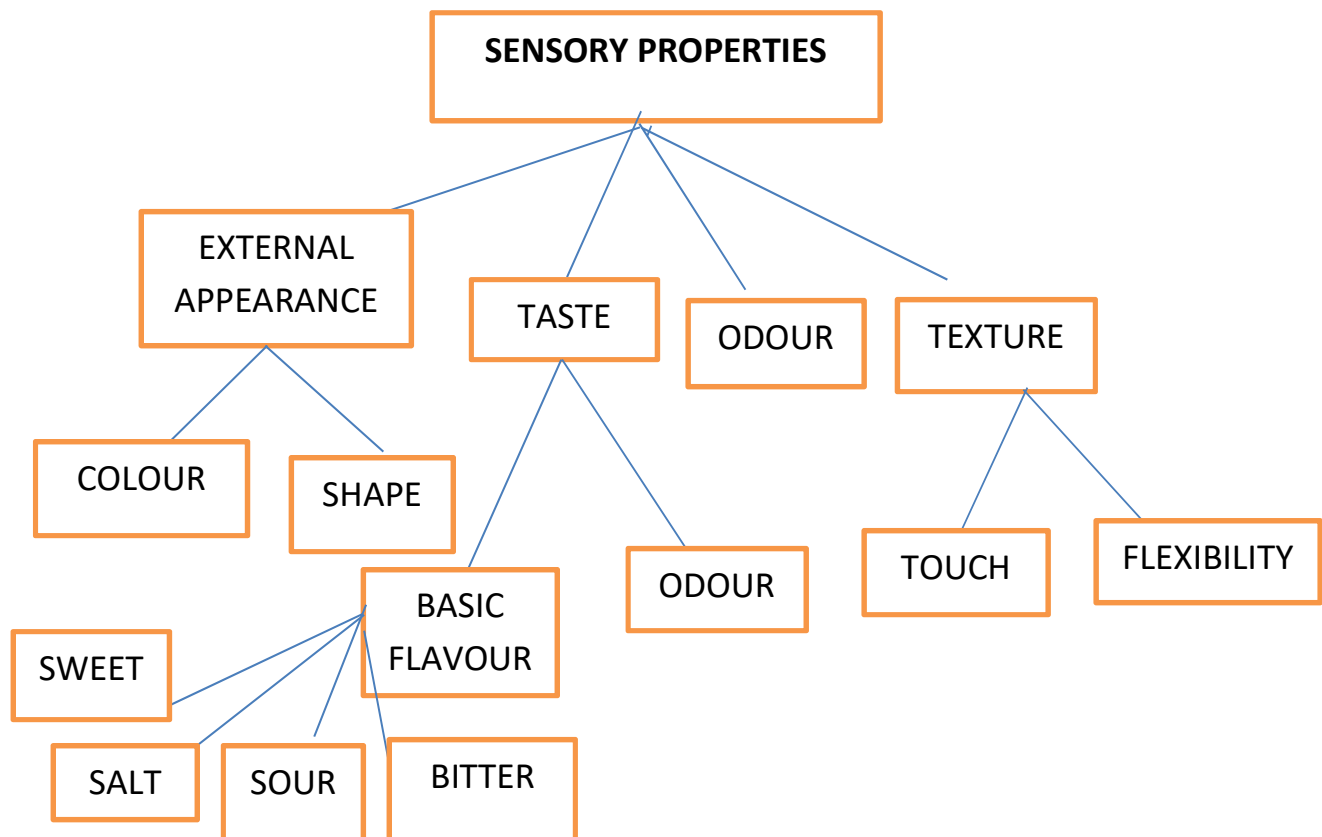 SENSORY PROPERTIES
EXTERNAL
APPEARANCE
TASTE
ODOUR
TEXTURE
COLOUR
SHAPE
BASIC
FLAVOUR
ODOUR
TOUCH
FLEXIBILITY
SWEET
SALT
SOUR
BITTER